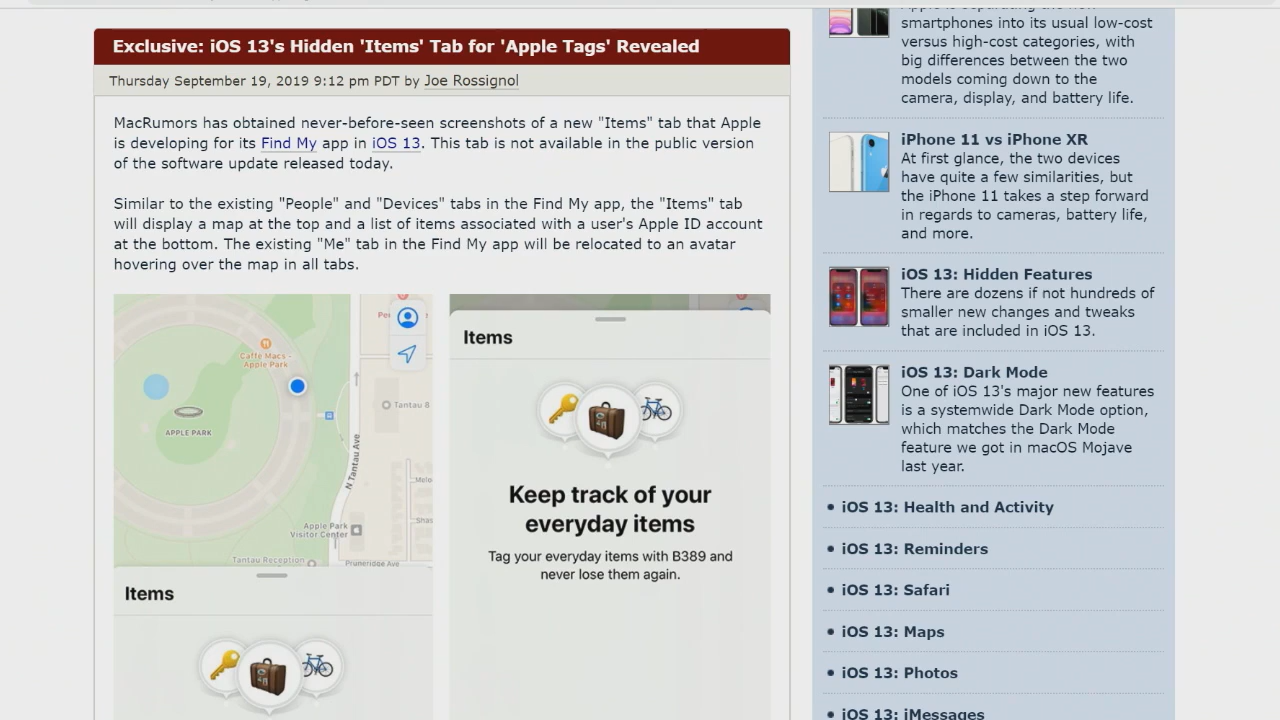 Exclusive: iOS 13's Hidden 'Items' Tab for 'Apple Tags' Revealed
Thursday September 19, 2019 9:12 pm PDT by Joe Rossignol
MacRumors has obtained never-before-seen screenshots of a new "Items" tab that Apple
is developing for its Find My app in iOS 13. This tab is not available in the public version
of the software update released today.
Similar to the existing "People" and "Devices" tabs in the Find My app, the "Items" tab
will display a map at the top and a list of items associated with a user's Apple ID account
at the bottom. The existing "Me" tab in the Find My app will be relocated to an avatar
hovering over the map in all tabs.
Caffè Macs -
Apple Park
Tantau 8
APPLE PARK
N Tantau Ave
Apple Park
Visitor Center
Tantau Reception
Pruneridge Ave
Items
Items
Keep track of your
everyday items
Tag your everyday items with B389 and
never lose them again.
smartphones into its usual low-cost
versus high-cost categories, with
big differences between the two
models coming down to the
camera, display, and battery life.
iPhone 11 vs iPhone XR
At first glance, the two devices
have quite a few similarities, but
the iPhone 11 takes a step forward
in regards to cameras, battery life,
and more.
iOS 13: Hidden Features
There are dozens if not hundreds of
smaller new changes and tweaks
that are included in iOS 13.
iOS 13: Dark Mode
One of iOS 13's major new features
is a systemwide Dark Mode option,
which matches the Dark Mode
feature we got in macOS Mojave
last year.
• iOS 13: Health and Activity
• iOS 13: Reminders
• iOS 13: Safari
• iOS 13: Maps
• iOS 13: Photos
• iOS 13: iMessages